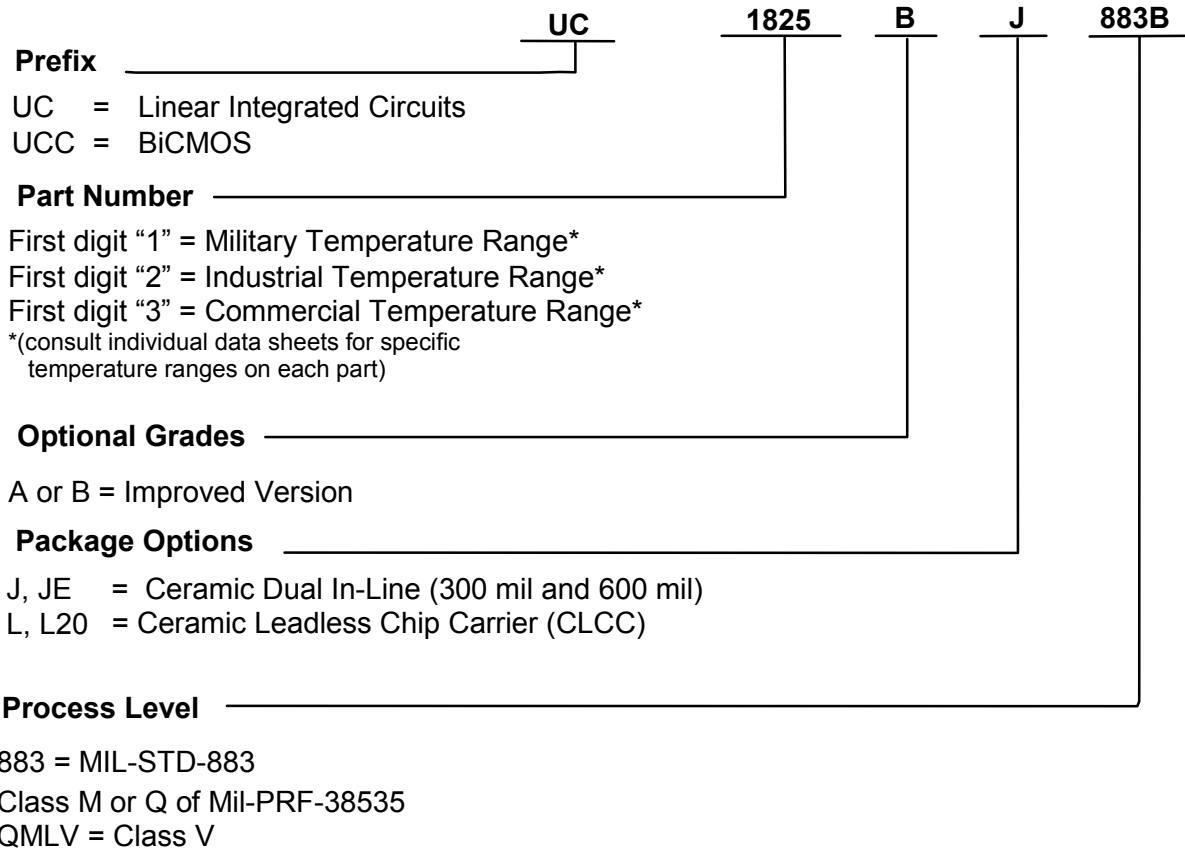 UC 1825 B J 883B
Prefix
UC = Linear Integrated Circuits
UCC = BiCMOS
Part Number
First digit “1” = Military Temperature Range*
First digit “2” = Industrial Temperature Range*
First digit “3” = Commercial Temperature Range*
*(consult individual data sheets for specific
temperature ranges on each part)
Optional Grades
A or B = Improved Version
Package Options
J, JE = Ceramic Dual In-Line (300 mil and 600 mil)
L, L20 = Ceramic Leadless Chip Carrier (CLCC)
Process Level
883 = MIL-STD-883
Class M or Q of Mil-PRF-38535
QMLV = Class V